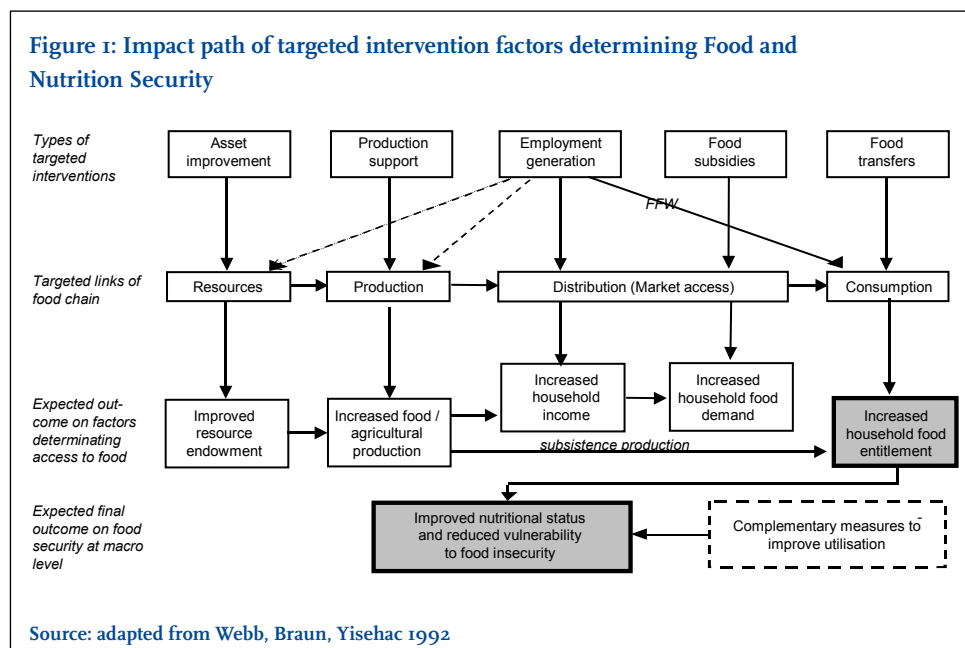 Figure 1: Impact path of targeted intervention factors determining Food and
Nutrition Security
Types of
targeted
interventions
Asset
improvement
Production
support
Employment
generation
Food
subsidies
Food
transfers
FFW
Targeted links of
food chain
Resources
Production
Distribution (Market access)
Consumption
Expected out-
come on factors
determining
access to food
Improved
resource
endowment
Increased food /
agricultural
production
Increased
household
income
Increased
household food
demand
Increased
household food
entitlement
subsistence production
Expected final
outcome on food
security at macro
level
Improved nutritional status
and reduced vulnerability
to food insecurity
Complementary measures to
improve utilisation
Source: adapted from Webb, Braun, Yisehac 1992